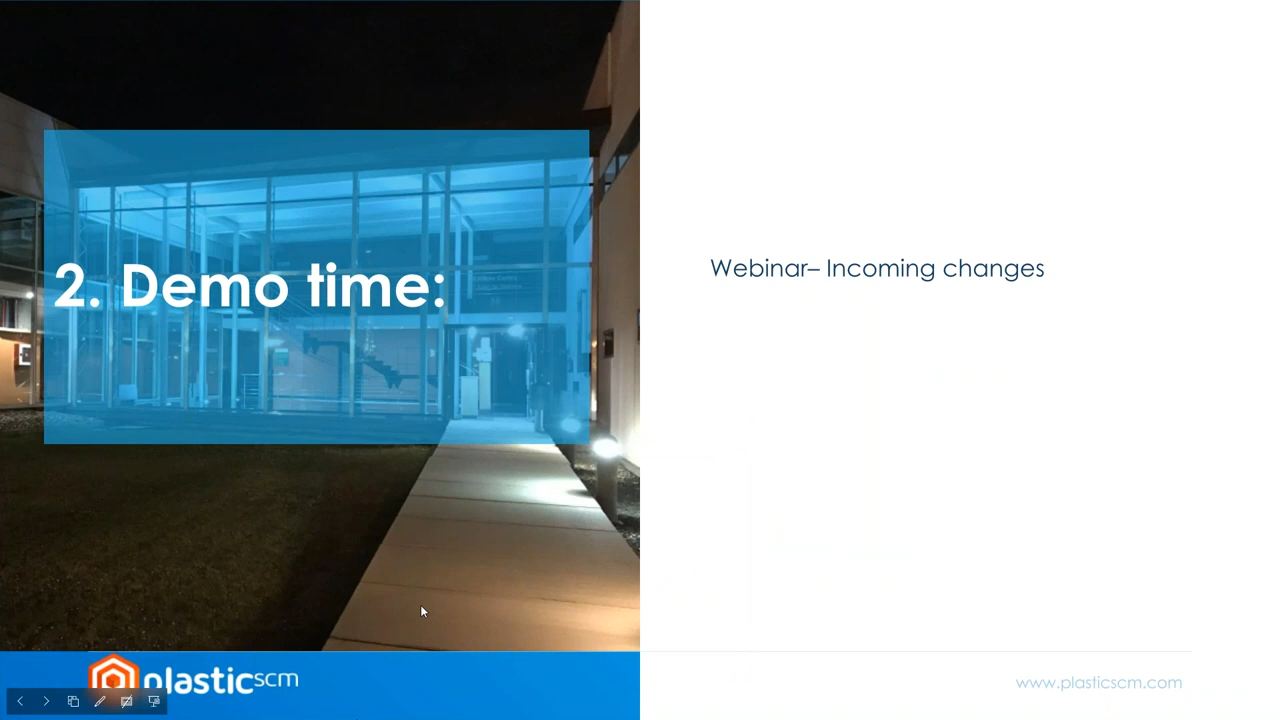 2. Demo time:
Webinar– Incoming changes
plasticscm
www.plasticscm.com